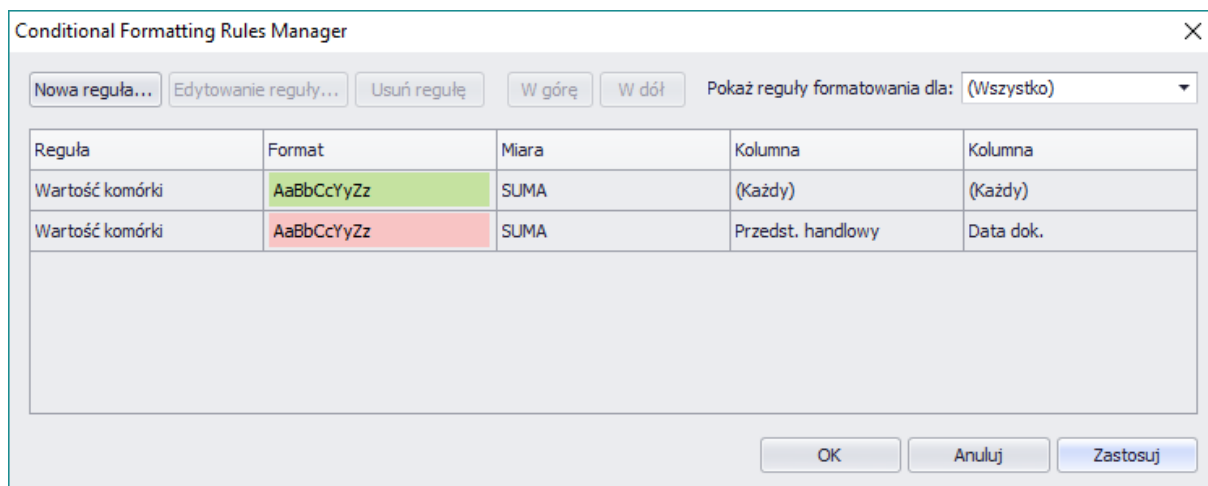 Conditional Formatting Rules Manager
Nowa reguła... Edytowanie reguły... Usuń regułę W górę W dół Pokaż reguły formatowania dla: (Wszystko)
Reguła Format Miara Kolumna Kolumna
Wartość komórki AaBbCcYyZz SUMA (Każdy) (Każdy)
Wartość komórki AaBbCcYyZz SUMA Przedst. handlowy Data dok.
OK Anuluj Zastosuj